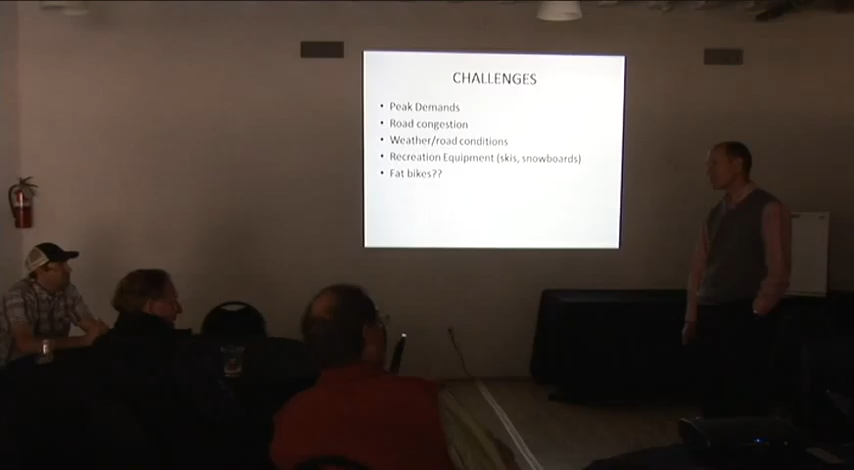 CHALLENGES
• Peak Demands
• Road congestion
• Weather/road conditions
• Recreation Equipment (skis, snowboards)
• Fat bikes??